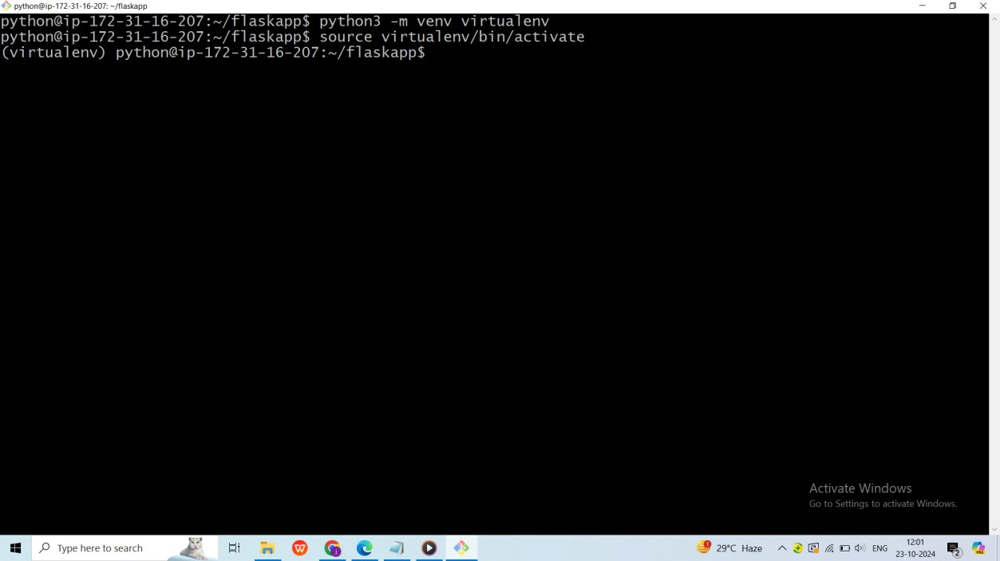 python@ip-172-31-16-207: ~/flaskapp
python@ip-172-31-16-207:~/flaskapp$ python3 -m venv virtualenv
python@ip-172-31-16-207:~/flaskapp$ source virtualenv/bin/activate
(virtualenv) python@ip-172-31-16-207:~/flaskapp$
Activate Windows
Go to Settings to activate Windows.
Type here to search
W
1
29°C Haze
ENG
12:01
23-10-2024
2
PRE